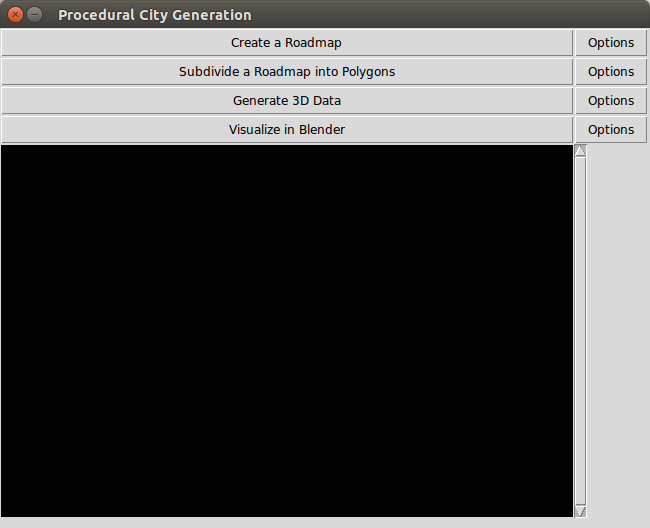 Procedural City Generation
Create a Roadmap Options
Subdivide a Roadmap into Polygons Options
Generate 3D Data Options
Visualize in Blender Options